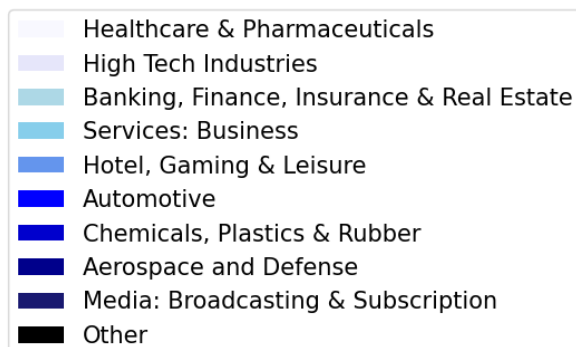 Healthcare & Pharmaceuticals
High Tech Industries
Banking, Finance, Insurance & Real Estate
Services: Business
Hotel, Gaming & Leisure
Automotive
Chemicals, Plastics & Rubber
Aerospace and Defense
Media: Broadcasting & Subscription
Other